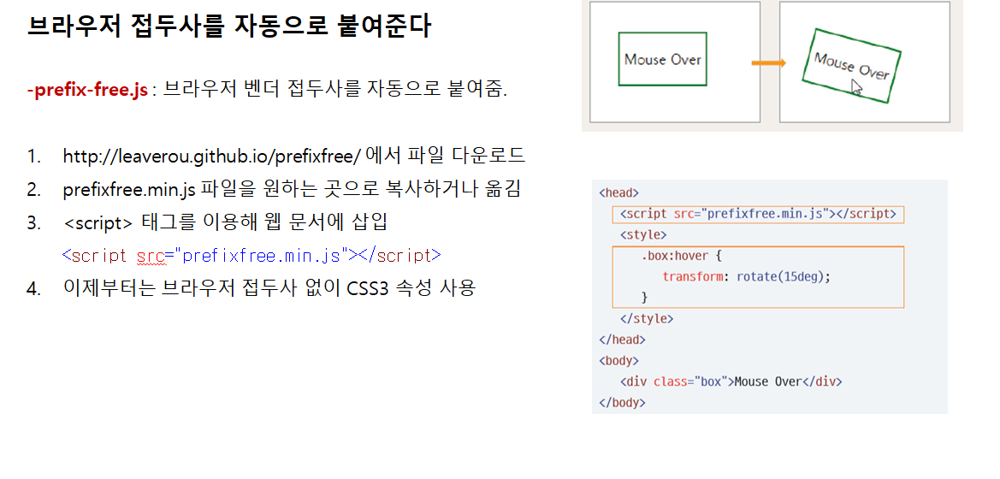 브라우저 접두사를 자동으로 붙여준다
-prefix-free.js : 브라우저 벤더 접두사를 자동으로 붙여줌.
1. http://leaverou.github.io/prefixfree/ 에서 파일 다운로드
2. prefixfree.min.js 파일을 원하는 곳으로 복사하거나 옮김
3. <script> 태그를 이용해 웹 문서에 삽입
<script src="prefixfree.min.js"></script>
4. 이제부터는 브라우저 접두사 없이 CSS3 속성 사용
Mouse Over
Mouse Over
<head>
<script src="prefixfree.min.js"></script>
<style>
.box:hover {
transform: rotate(15deg);
}
</style>
</head>
<body>
<div class="box">Mouse Over</div>
</body>